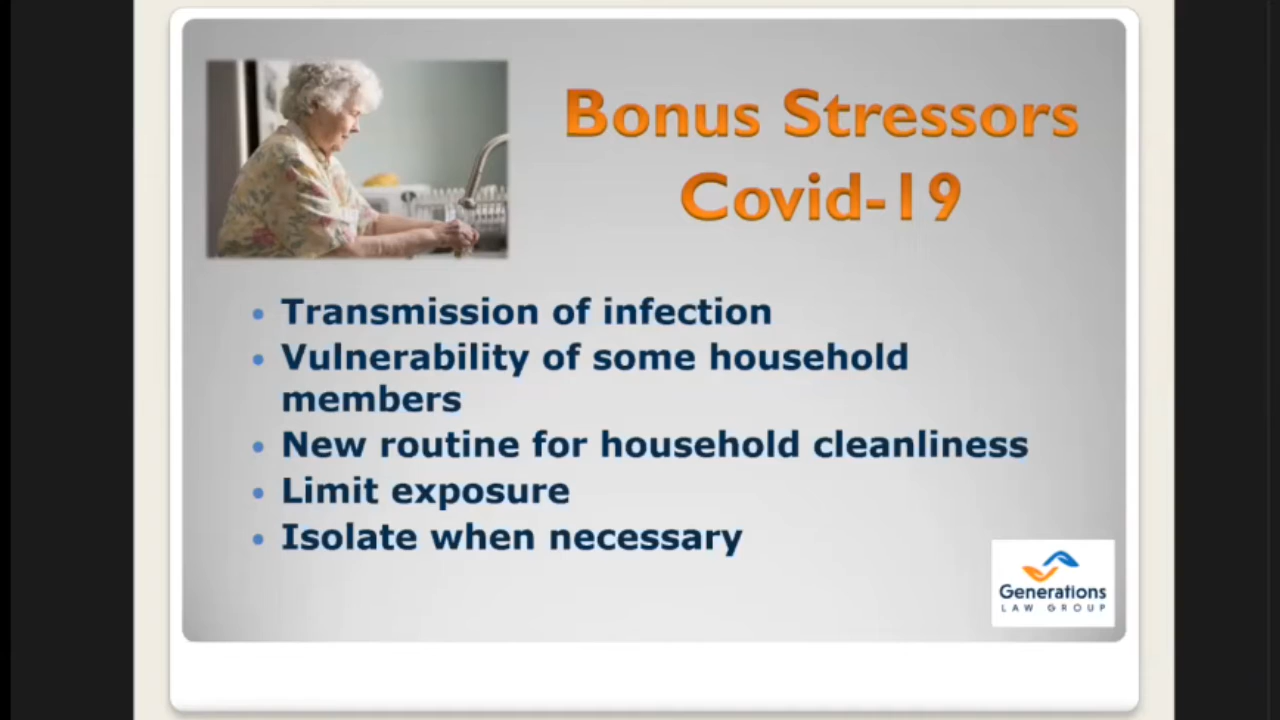 Bonus Stressors
Covid-19
Transmission of infection
Vulnerability of some household
members
New routine for household cleanliness
Limit exposure
Isolate when necessary
Generations
LAW GROUP